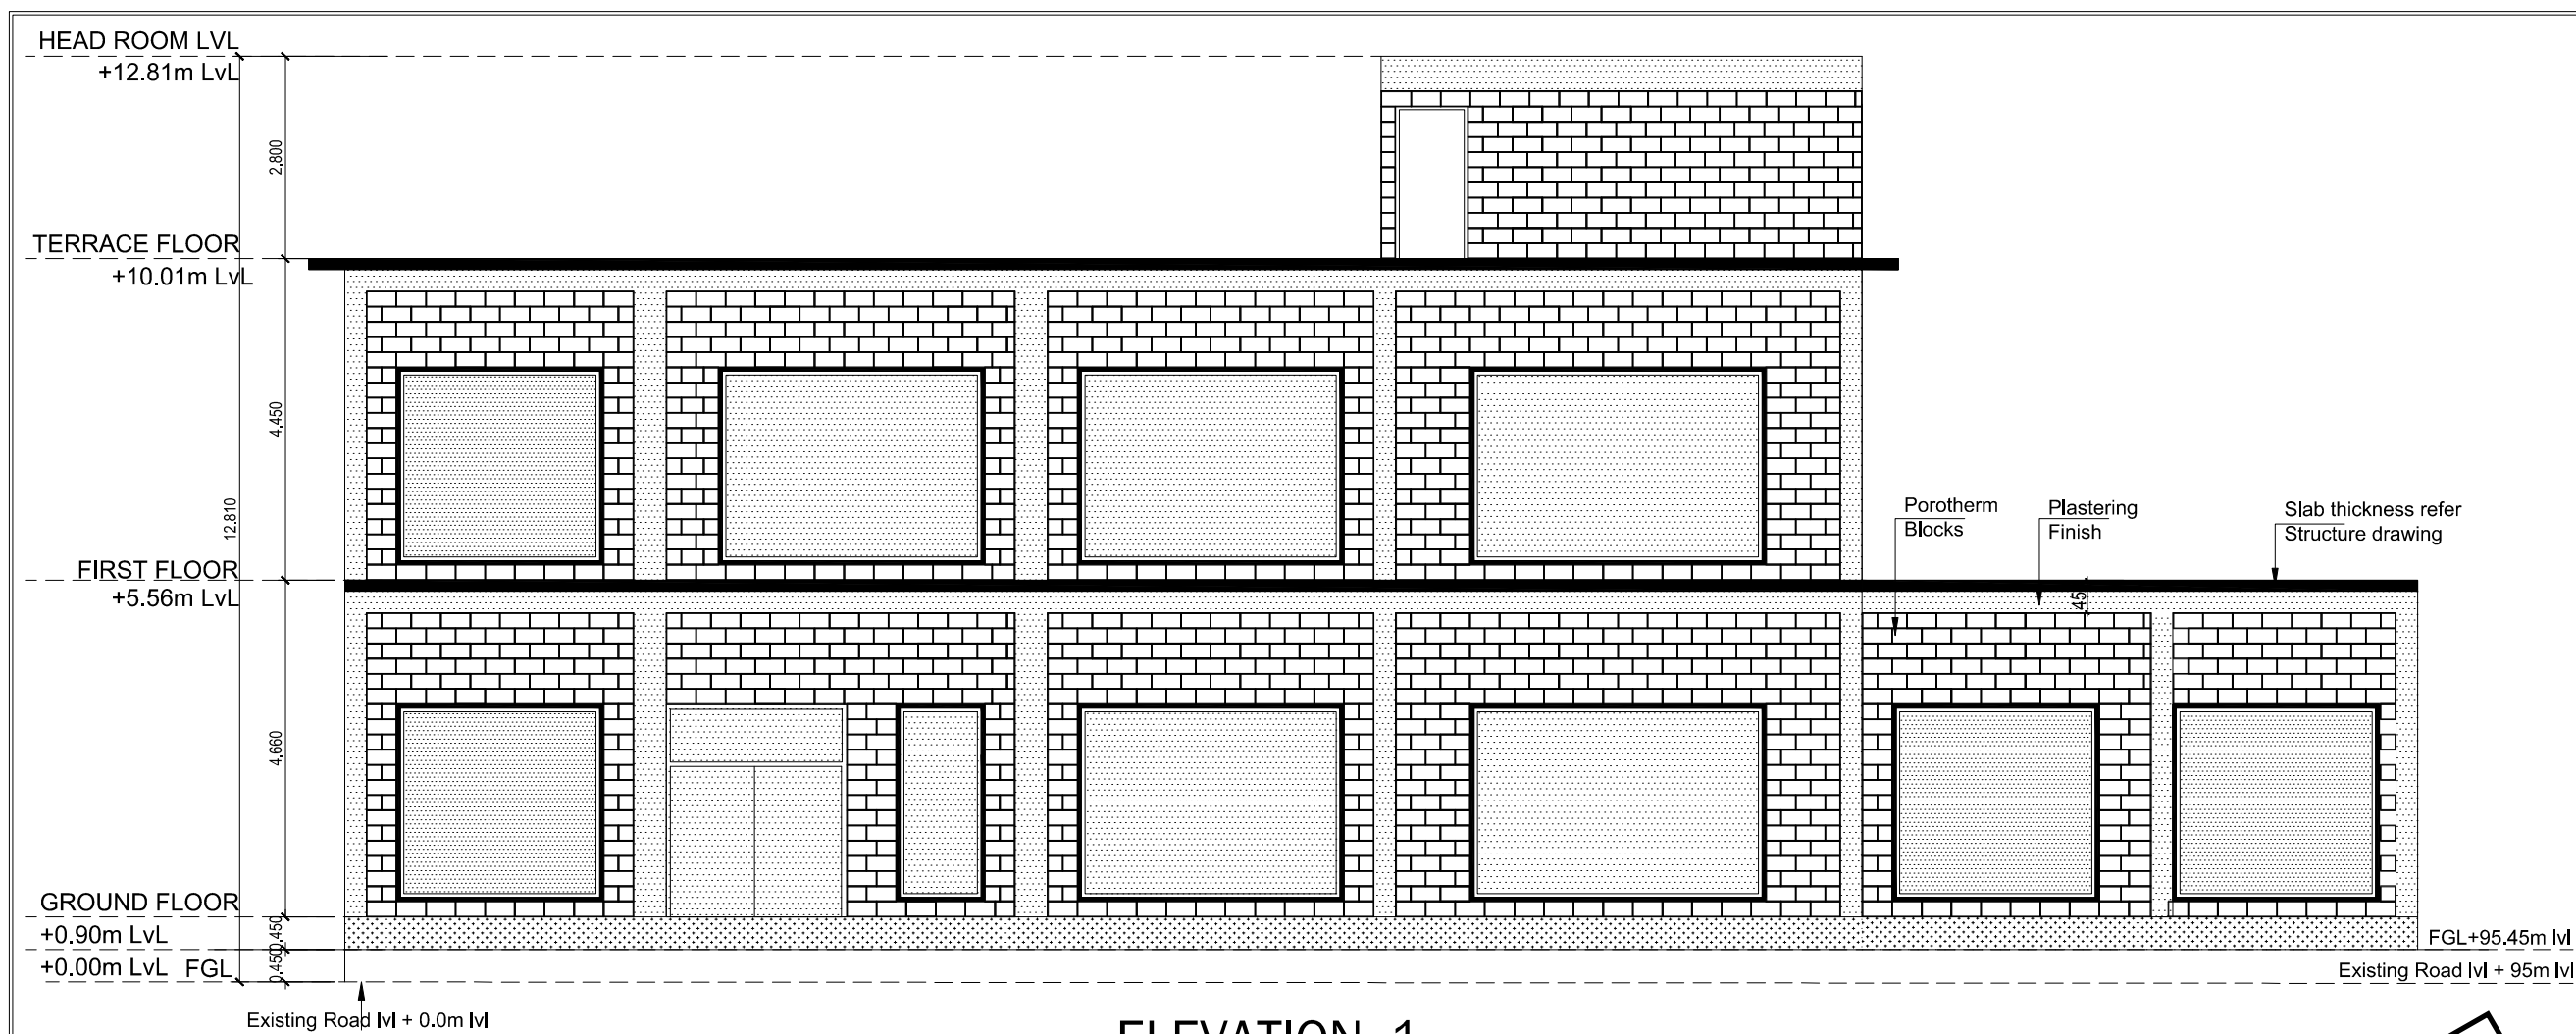 HEAD ROOM LVL
+12.81m LvL
2.800
TERRACE FLOOR
+10.01m LvL
4.450
12.810
Porotherm
Blocks
Plastering
Finish
Slab thickness refer
Structure drawing
FIRST FLOOR
+5.56m LvL
.45
4.660
GROUND FLOOR
+0.90m LvL
0.450
FGL+95.45m lvl
+0.00m LvL FGL
0.450
Existing Road lvl + 95m lvl
Existing Road lvl + 0.0m lvl
ELEVATION 1